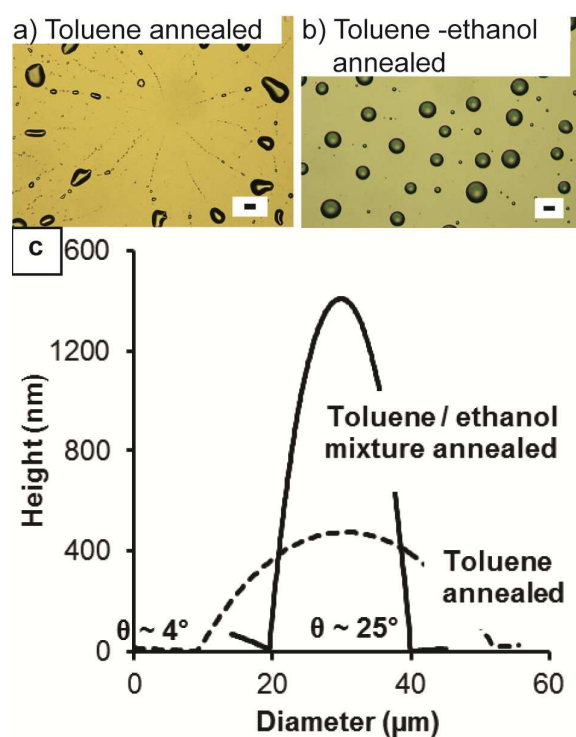 a) Toluene annealed
b) Toluene -ethanol
annealed
c
1600
1200
800
400
0
Height (nm)
Toluene / ethanol
mixture annealed
Toluene
annealed
θ ~ 4°
θ ~ 25°
0
20
40
60
Diameter (µm)